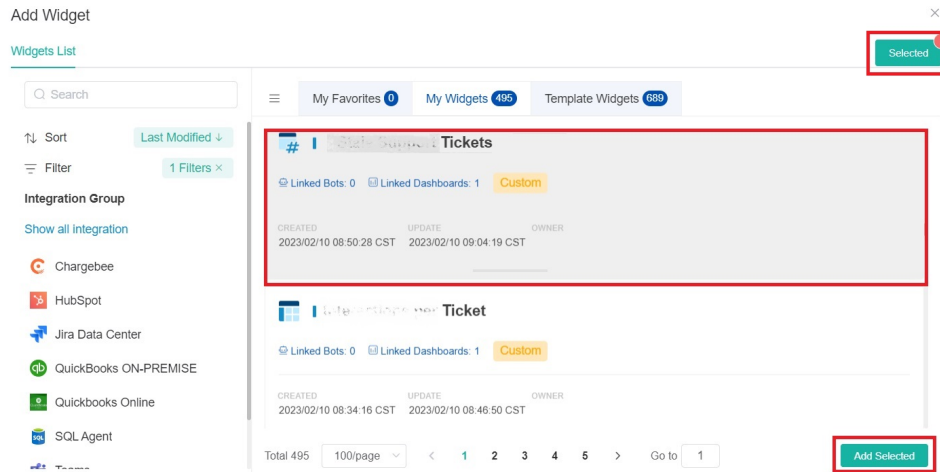 Add Widget
Widgets List
Selected
Search
My Favorites 0
My Widgets 495
Template Widgets 689
Sort
Last Modified ↓
Filter
1 Filters ×
Integration Group
Show all integration
Chargebee
HubSpot
Jira Data Center
QuickBooks ON-PREMISE
Quickbooks Online
SQL Agent
Teams
Tickets
Linked Bots: 0 Linked Dashboards: 1 Custom
CREATED UPDATE OWNER
2023/02/10 08:50:28 CST 2023/02/10 09:04:19 CST
Ticket
Linked Bots: 0 Linked Dashboards: 1 Custom
CREATED UPDATE OWNER
2023/02/10 08:34:16 CST 2023/02/10 08:46:50 CST
Total 495 100/page < 1 2 3 4 5 > Go to 1
Add Selected